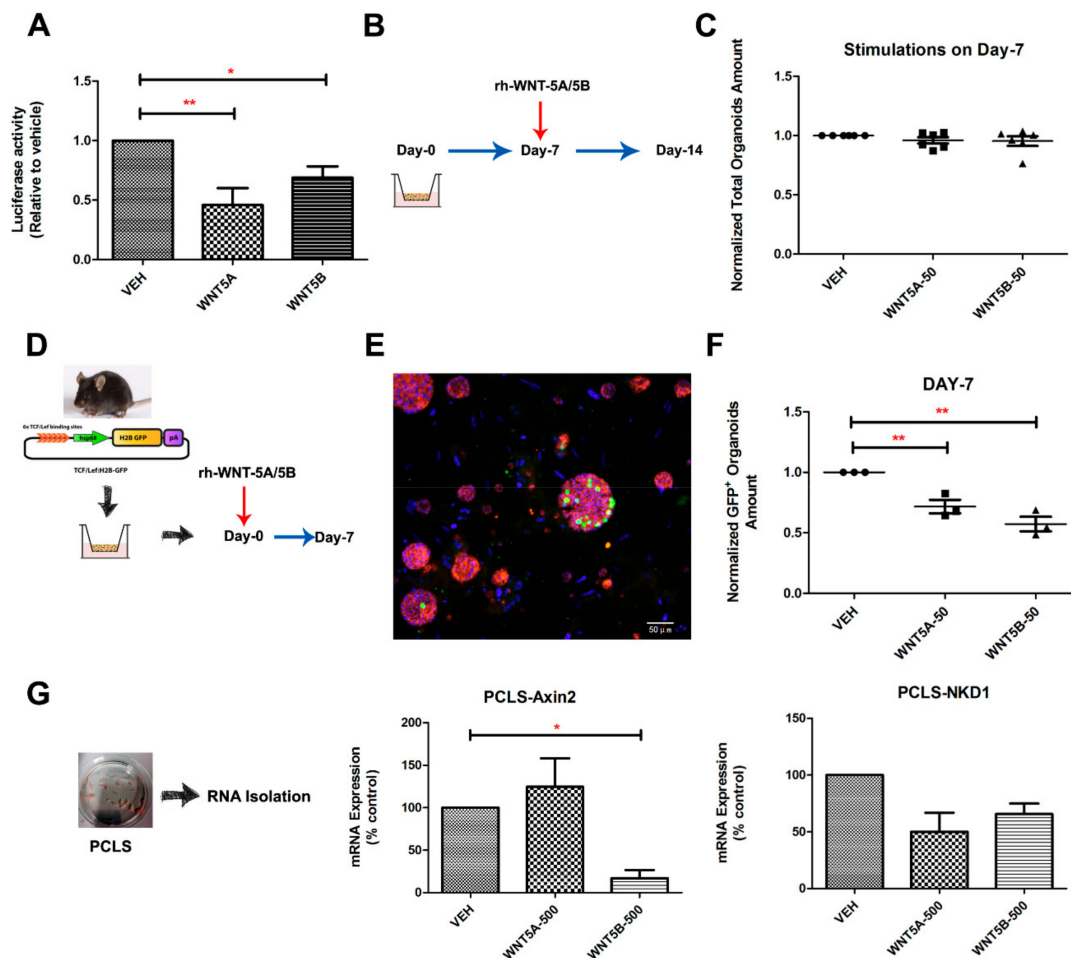 A
Luciferase activity
(Relative to vehicle)
1.5
1.0
0.5
0.0
*
**
VEH
WNT5A
WNT5B
B
rh-WNT-5A/5B
Day-0
Day-7
Day-14
C
Stimulations on Day-7
Normalized Total Organoids Amount
1.5
1.0
0.5
0.0
VEH
WNT5A-50
WNT5B-50
D
6x TCF/Lef binding sites
hsp68
H2B GFP
pA
TCF/Lef:H2B-GFP
rh-WNT-5A/5B
Day-0
Day-7
E
50 μm
F
DAY-7
Normalized GFP⁺ Organoids
Amount
1.5
1.0
0.5
0.0
**
**
VEH
WNT5A-50
WNT5B-50
G
PCLS
RNA Isolation
PCLS-Axin2
mRNA Expression
(% control)
200
150
100
50
0
*
VEH
WNT5A-500
WNT5B-500
PCLS-NKD1
mRNA Expression
(% control)
150
100
50
0
VEH
WNT5A-500
WNT5B-500